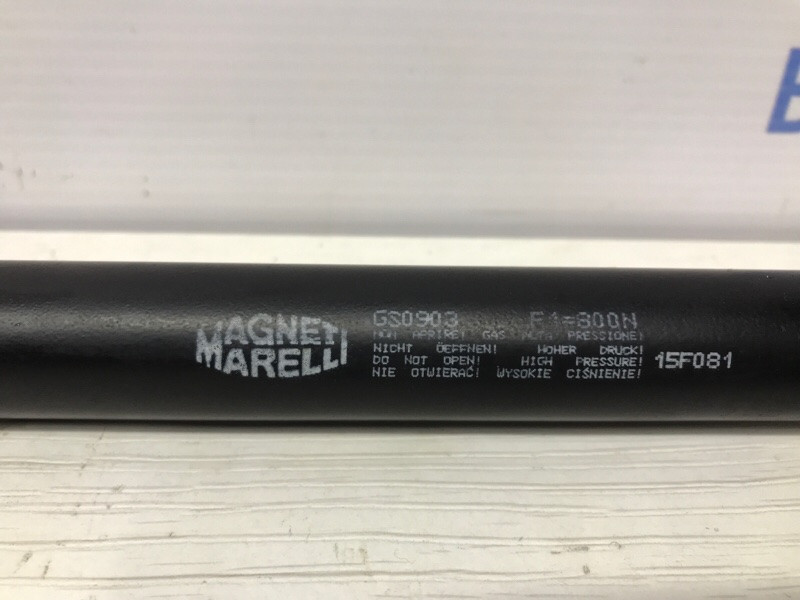 MAGNETI
MARELLI
GS0903 F1=800N
NON APRIRE! GAS ALTA PRESSIONE!
NICHT ÖEFFNEN! HOHER DRUCK!
DO NOT OPEN! HIGH PRESSURE!
NIE OTWIERAĆ! WYSOKIE CIŚNIENIE!
15F081